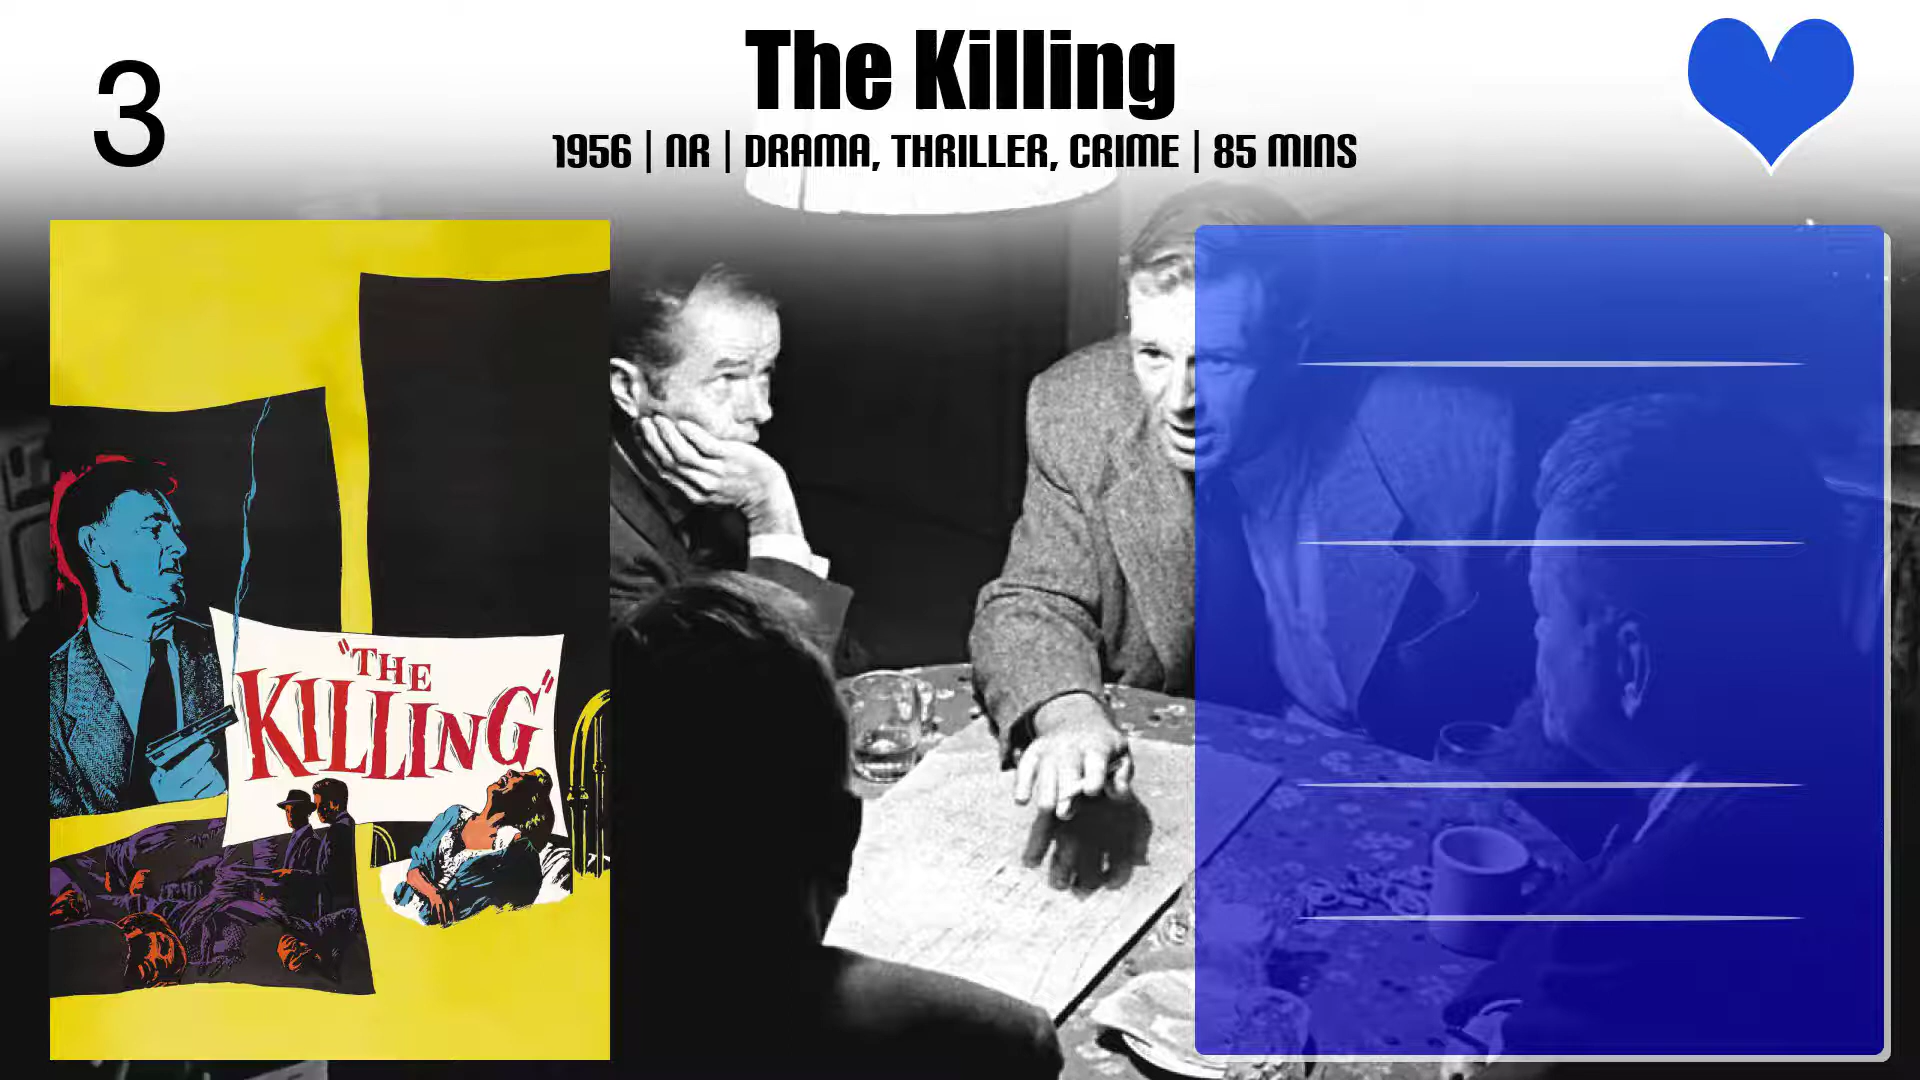 3
The Killing
1956 | NR | DRAMA, THRILLER, CRIME | 85 MINS
"THE
KILLING"